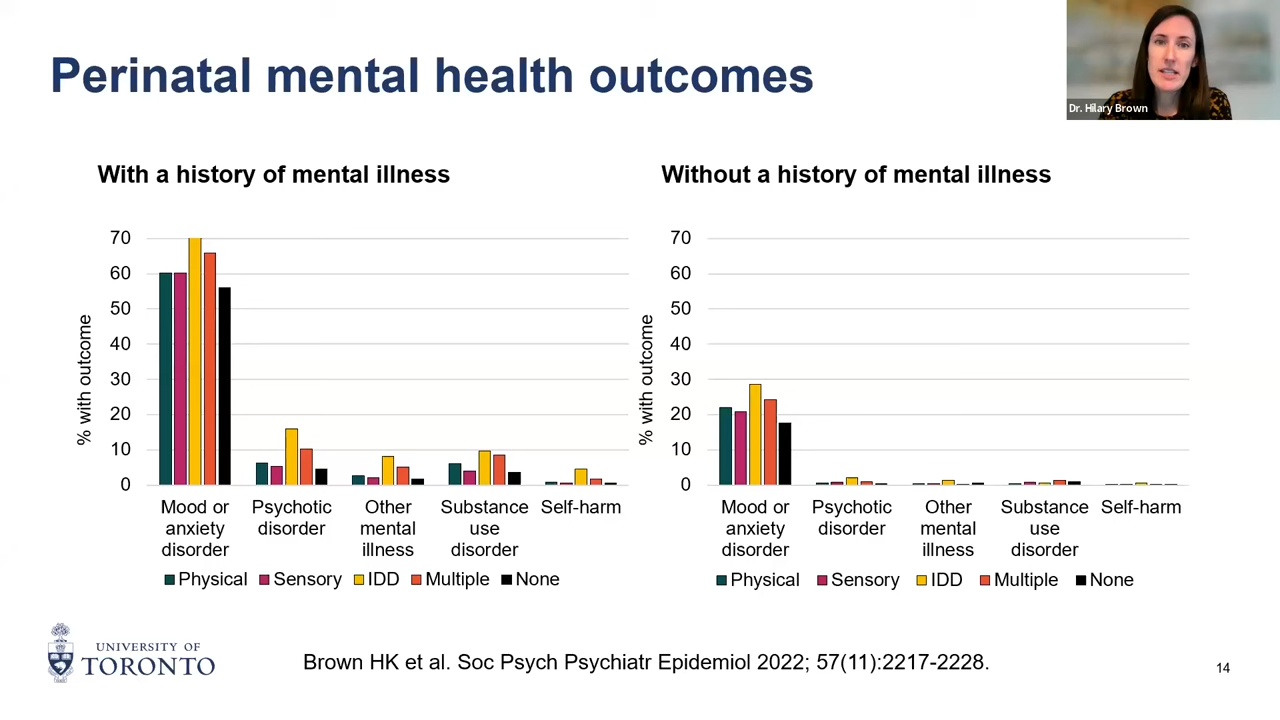 Perinatal mental health outcomes
Dr. Hilary Brown
With a history of mental illness
% with outcome
70
60
50
40
30
20
10
0
Mood or
anxiety
disorder
Psychotic
disorder
Other
mental
illness
Substance
use
disorder
Self-harm
Physical Sensory IDD Multiple None
Without a history of mental illness
% with outcome
70
60
50
40
30
20
10
0
Mood or
anxiety
disorder
Psychotic
disorder
Other
mental
illness
Substance
use
disorder
Self-harm
Physical Sensory IDD Multiple None
UNIVERSITY OF
TORONTO
Brown HK et al. Soc Psych Psychiatr Epidemiol 2022; 57(11):2217-2228.
14